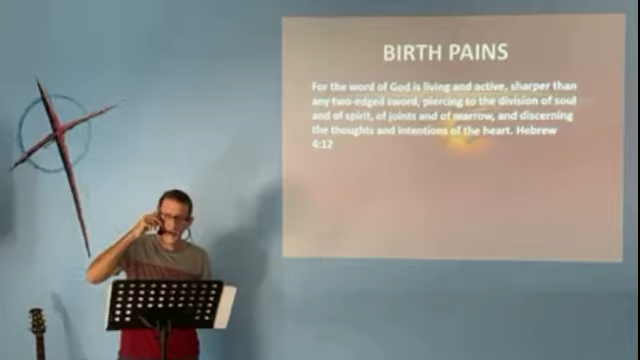 BIRTH PAINS
For the word of God is living and active, sharper than
any two-edged sword, piercing to the division of soul
and of spirit, of joints and of marrow, and discerning
the thoughts and intentions of the heart. Hebrew
4:12